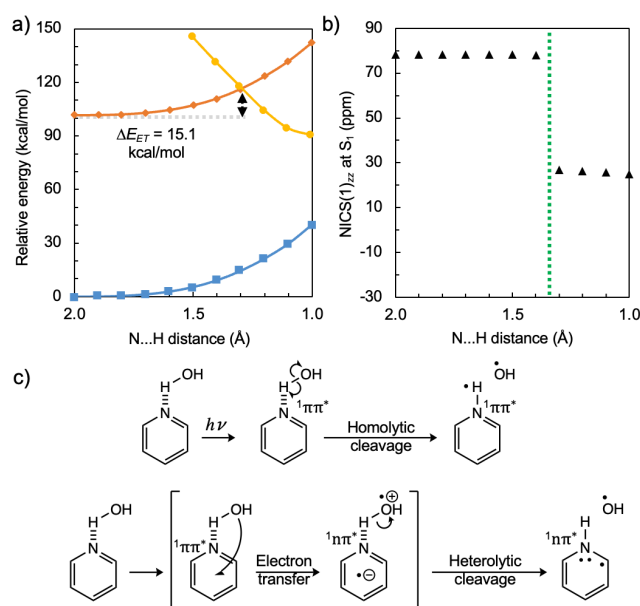 a)
150
120
90
60
30
0
Relative energy (kcal/mol)
ΔE_ET = 15.1
kcal/mol
2.0
1.5
1.0
N...H distance (Å)
b)
90
70
50
30
10
-10
-30
NICS(1)zz at S1 (ppm)
2.0
1.5
1.0
N...H distance (Å)
c)
H
OH
N
hν
H
OH
N
1ππ*
Homolytic
cleavage
•
OH
• H
N
1ππ*
H
OH
N
H
OH
1ππ*
N
Electron
transfer
•⊕
H
OH
1nπ*
N
•⊖
Heterolytic
cleavage
•
OH
H
1nπ*
N